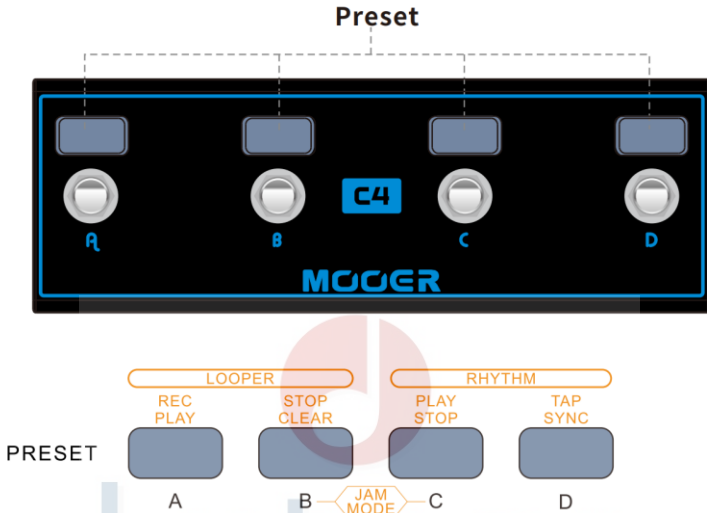 Preset
C4
A B C D
MOOER
LOOPER RHYTHM
REC STOP PLAY TAP
PLAY CLEAR STOP SYNC
PRESET
JAM
A B MODE C D